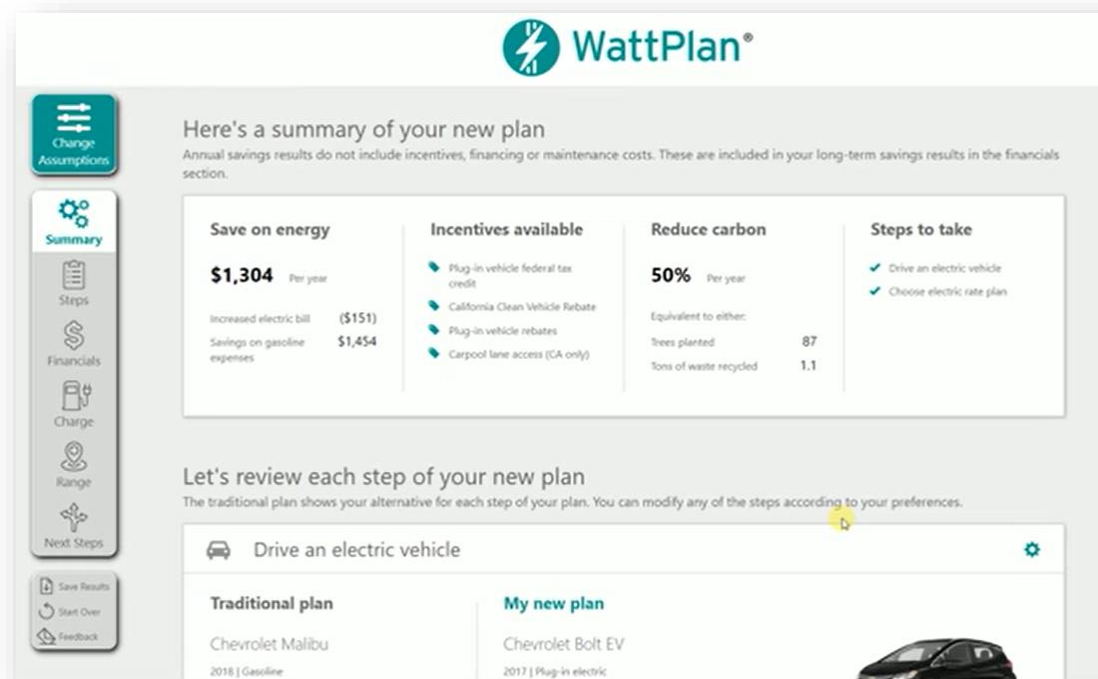 WattPlan®
Change
Assumptions
Summary
Steps
Financials
Charge
Range
Next Steps
Save Results
Start Over
Feedback
Here's a summary of your new plan
Annual savings results do not include incentives, financing or maintenance costs. These are included in your long-term savings results in the financials
section.
Save on energy
$1,304 Per year
Increased electric bill ($151)
Savings on gasoline $1,454
expenses
Incentives available
Plug-in vehicle federal tax
credit
California Clean Vehicle Rebate
Plug-in vehicle rebates
Carpool lane access (CA only)
Reduce carbon
50% Per year
Equivalent to either:
Trees planted 87
Tons of waste recycled 1.1
Steps to take
Drive an electric vehicle
Choose electric rate plan
Let's review each step of your new plan
The traditional plan shows your alternative for each step of your plan. You can modify any of the steps according to your preferences.
Drive an electric vehicle
Traditional plan
Chevrolet Malibu
2018 | Gasoline
My new plan
Chevrolet Bolt EV
2017 | Plug-in electric